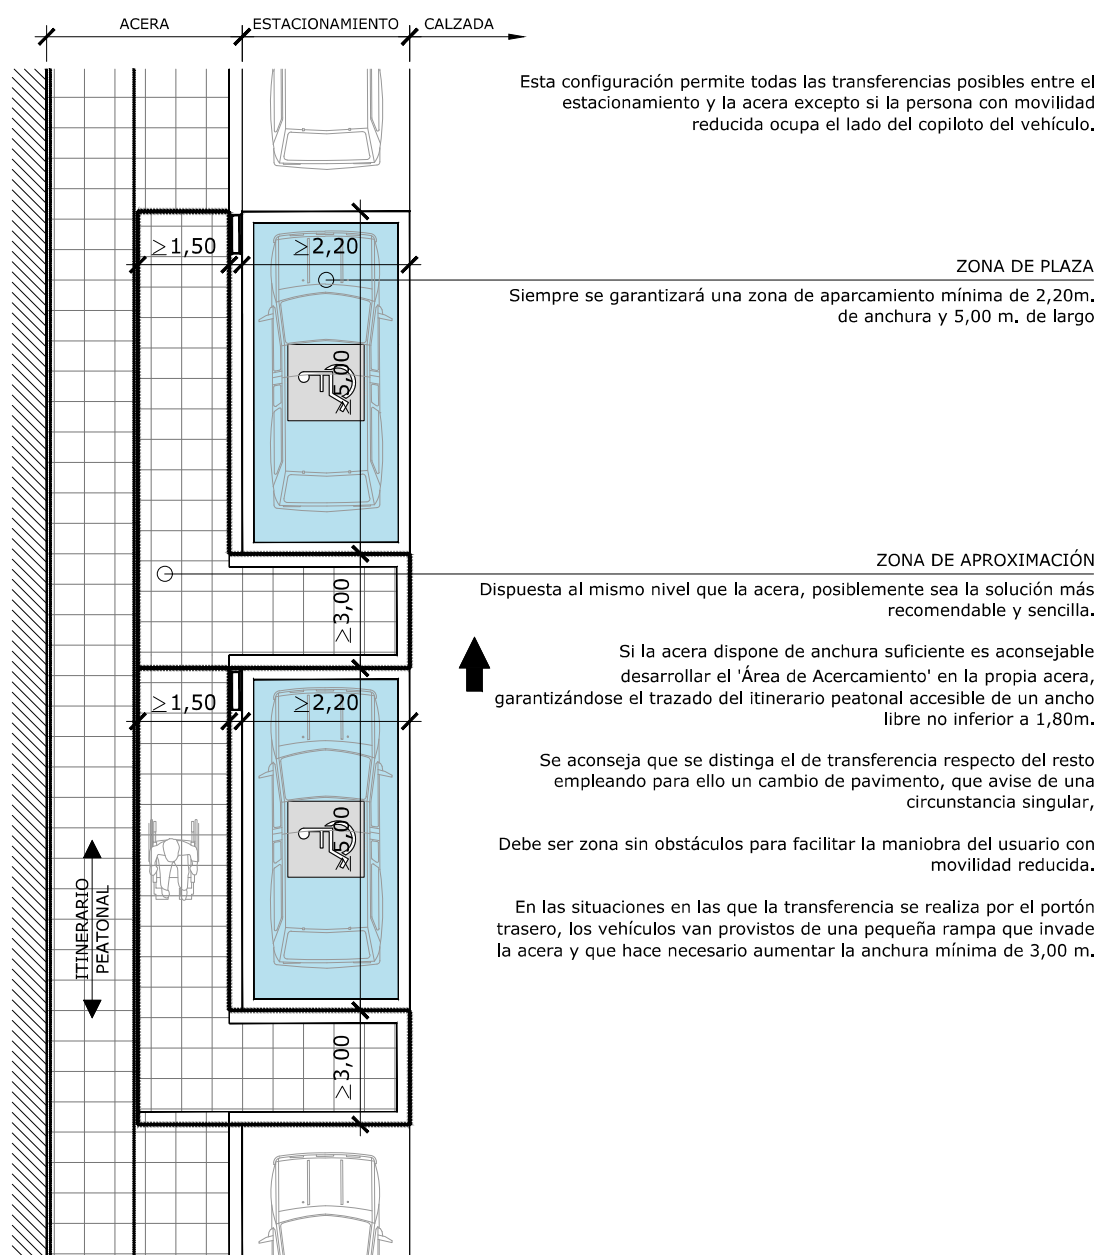 ACERA
ESTACIONAMIENTO
CALZADA
Esta configuración permite todas las transferencias posibles entre el
estacionamiento y la acera excepto si la persona con movilidad
reducida ocupa el lado del copiloto del vehículo.
≥1,50
≥2,20
ZONA DE PLAZA
Siempre se garantizará una zona de aparcamiento mínima de 2,20m.
de anchura y 5,00 m. de largo
≥5,00
ZONA DE APROXIMACIÓN
Dispuesta al mismo nivel que la acera, posiblemente sea la solución más
recomendable y sencilla.
≥3,00
Si la acera dispone de anchura suficiente es aconsejable
desarrollar el 'Área de Acercamiento' en la propia acera,
garantizándose el trazado del itinerario peatonal accesible de un ancho
libre no inferior a 1,80m.
≥1,50
≥2,20
Se aconseja que se distinga el de transferencia respecto del resto
empleando para ello un cambio de pavimento, que avise de una
circunstancia singular,
≥5,00
Debe ser zona sin obstáculos para facilitar la maniobra del usuario con
movilidad reducida.
ITINERARIO
PEATONAL
En las situaciones en las que la transferencia se realiza por el portón
trasero, los vehículos van provistos de una pequeña rampa que invade
la acera y que hace necesario aumentar la anchura mínima de 3,00 m.
≥3,00